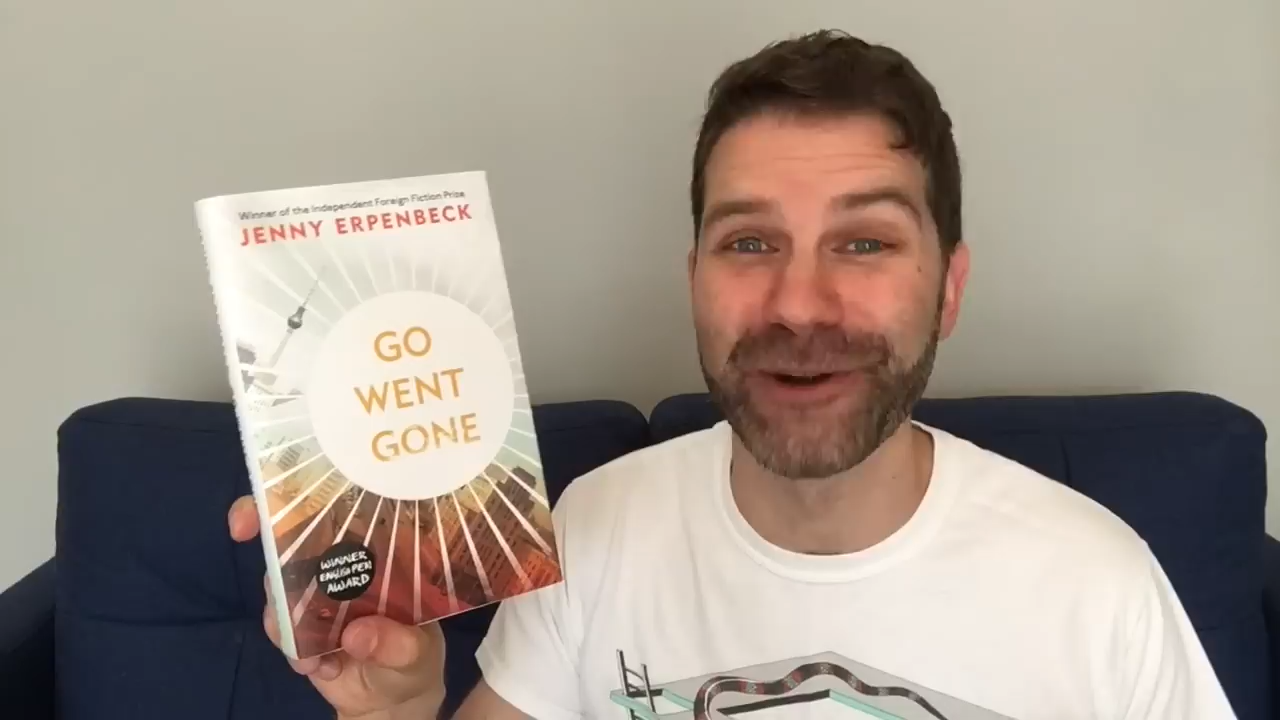 Winner of the Independent Foreign Fiction Prize
JENNY ERPENBECK
GO
WENT
GONE
WINNER
ENGLISH PEN
AWARD